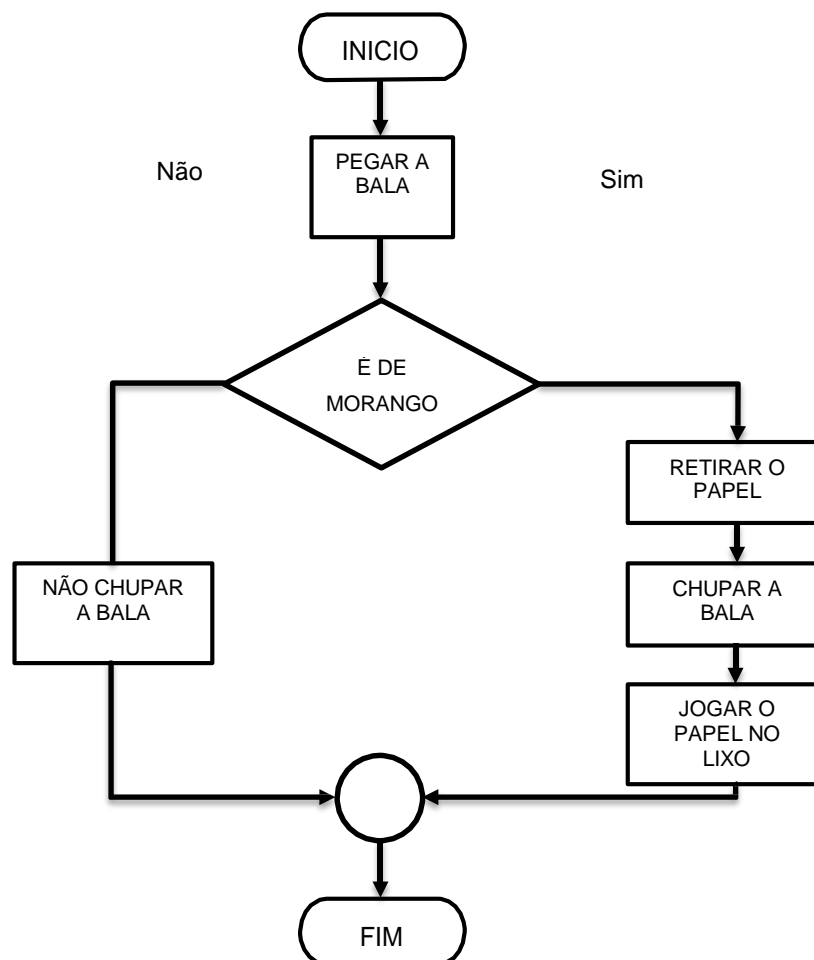 INICIO
PEGAR A
BALA
Não
Sim
É DE
MORANGO
RETIRAR O
PAPEL
NÃO CHUPAR
A BALA
CHUPAR A
BALA
JOGAR O
PAPEL NO
LIXO
FIM